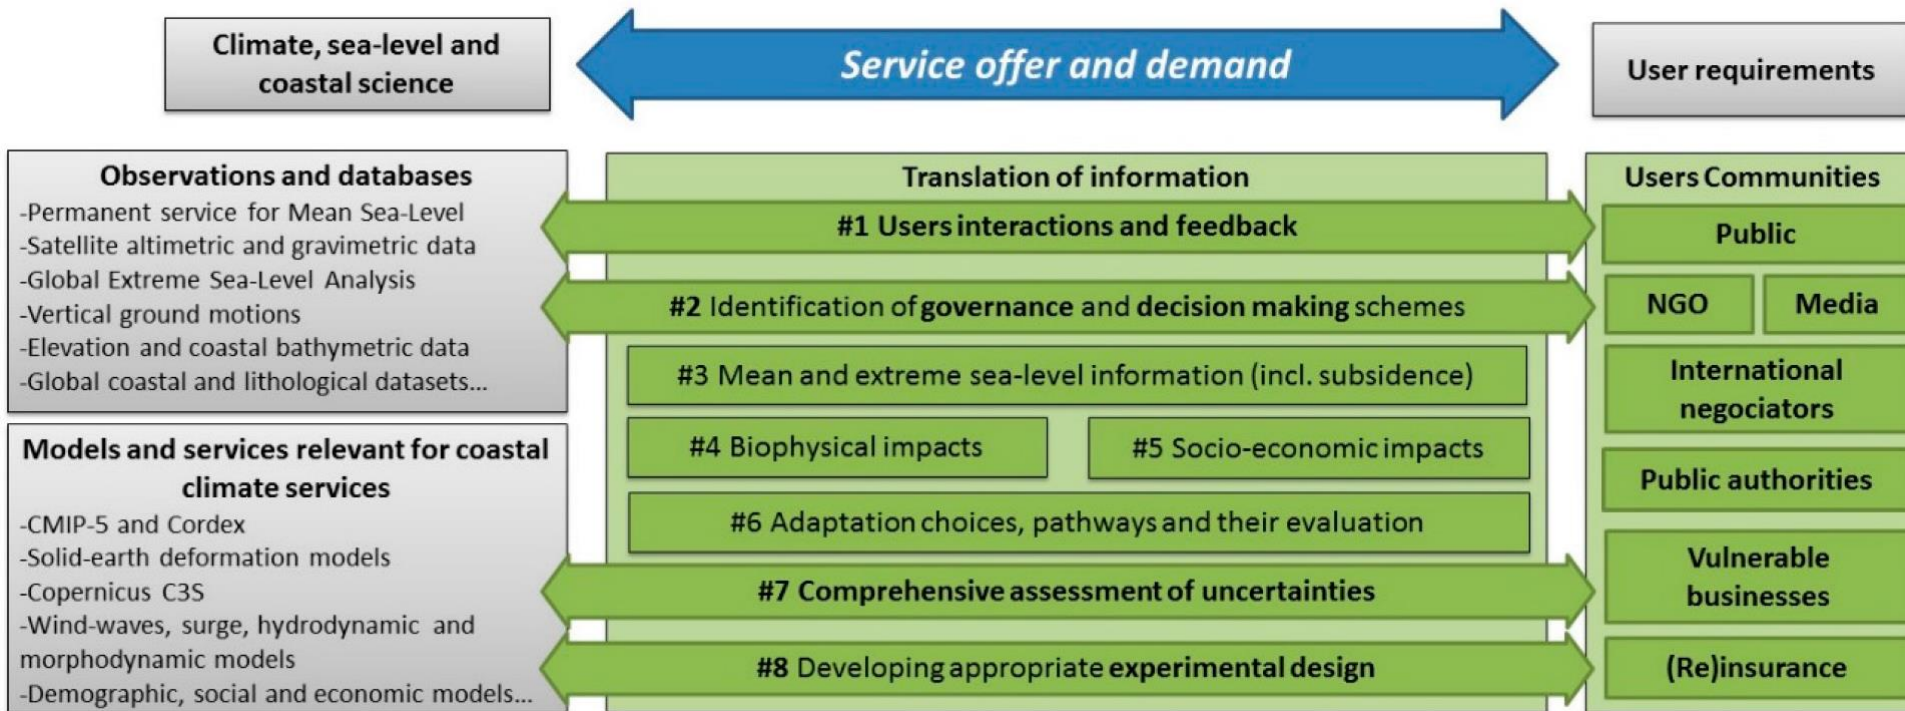 Climate, sea-level and
coastal science
Service offer and demand
User requirements
Observations and databases
-Permanent service for Mean Sea-Level
-Satellite altimetric and gravimetric data
-Global Extreme Sea-Level Analysis
-Vertical ground motions
-Elevation and coastal bathymetric data
-Global coastal and lithological datasets...
Models and services relevant for coastal
climate services
-CMIP-5 and Cordex
-Solid-earth deformation models
-Copernicus C3S
-Wind-waves, surge, hydrodynamic and
morphodynamic models
-Demographic, social and economic models...
Translation of information
#1 Users interactions and feedback
#2 Identification of governance and decision making schemes
#3 Mean and extreme sea-level information (incl. subsidence)
#4 Biophysical impacts
#5 Socio-economic impacts
#6 Adaptation choices, pathways and their evaluation
#7 Comprehensive assessment of uncertainties
#8 Developing appropriate experimental design
Users Communities
Public
NGO
Media
International
negociators
Public authorities
Vulnerable
businesses
(Re)insurance